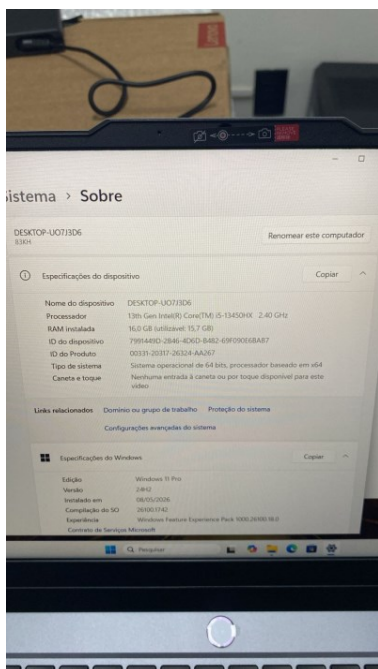 Sistema > Sobre
DESKTOP-UO7J3D6
83KH
Renomear este computador
Especificações do dispositivo
Copiar
Nome do dispositivo DESKTOP-UO7J3D6
Processador 13th Gen Intel(R) Core(TM) i5-13450HX 2.40 GHz
RAM instalada 16,0 GB (utilizável: 15,7 GB)
ID do dispositivo 7991449D-2846-4D6D-8482-69F090E6BA87
ID do Produto 00331-20317-26324-AA267
Tipo de sistema Sistema operacional de 64 bits, processador baseado em x64
Caneta e toque Nenhuma entrada à caneta ou por toque disponível para este
vídeo
Links relacionados Domínio ou grupo de trabalho Proteção do sistema
Configurações avançadas do sistema
Especificações do Windows
Copiar
Edição Windows 11 Pro
Versão 24H2
Instalado em 08/05/2026
Compilação do SO 26100.1742
Experiência Windows Feature Experience Pack 1000.26100.18.0
Contrato de Serviços Microsoft
Pesquisar